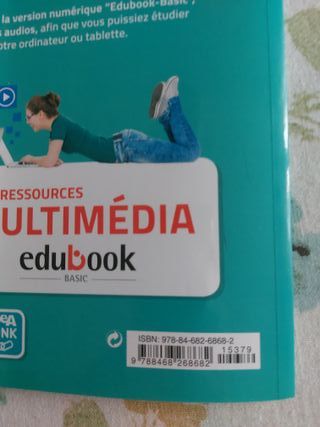 la version numérique "Edubook-Basic",
s audios, afin que vous puissiez étudier
otre ordinateur ou tablette.
RESSOURCES
ULTIMÉDIA
edubook
BASIC
NK
ISBN: 978-84-682-6868-2
15379
9 788468 268682